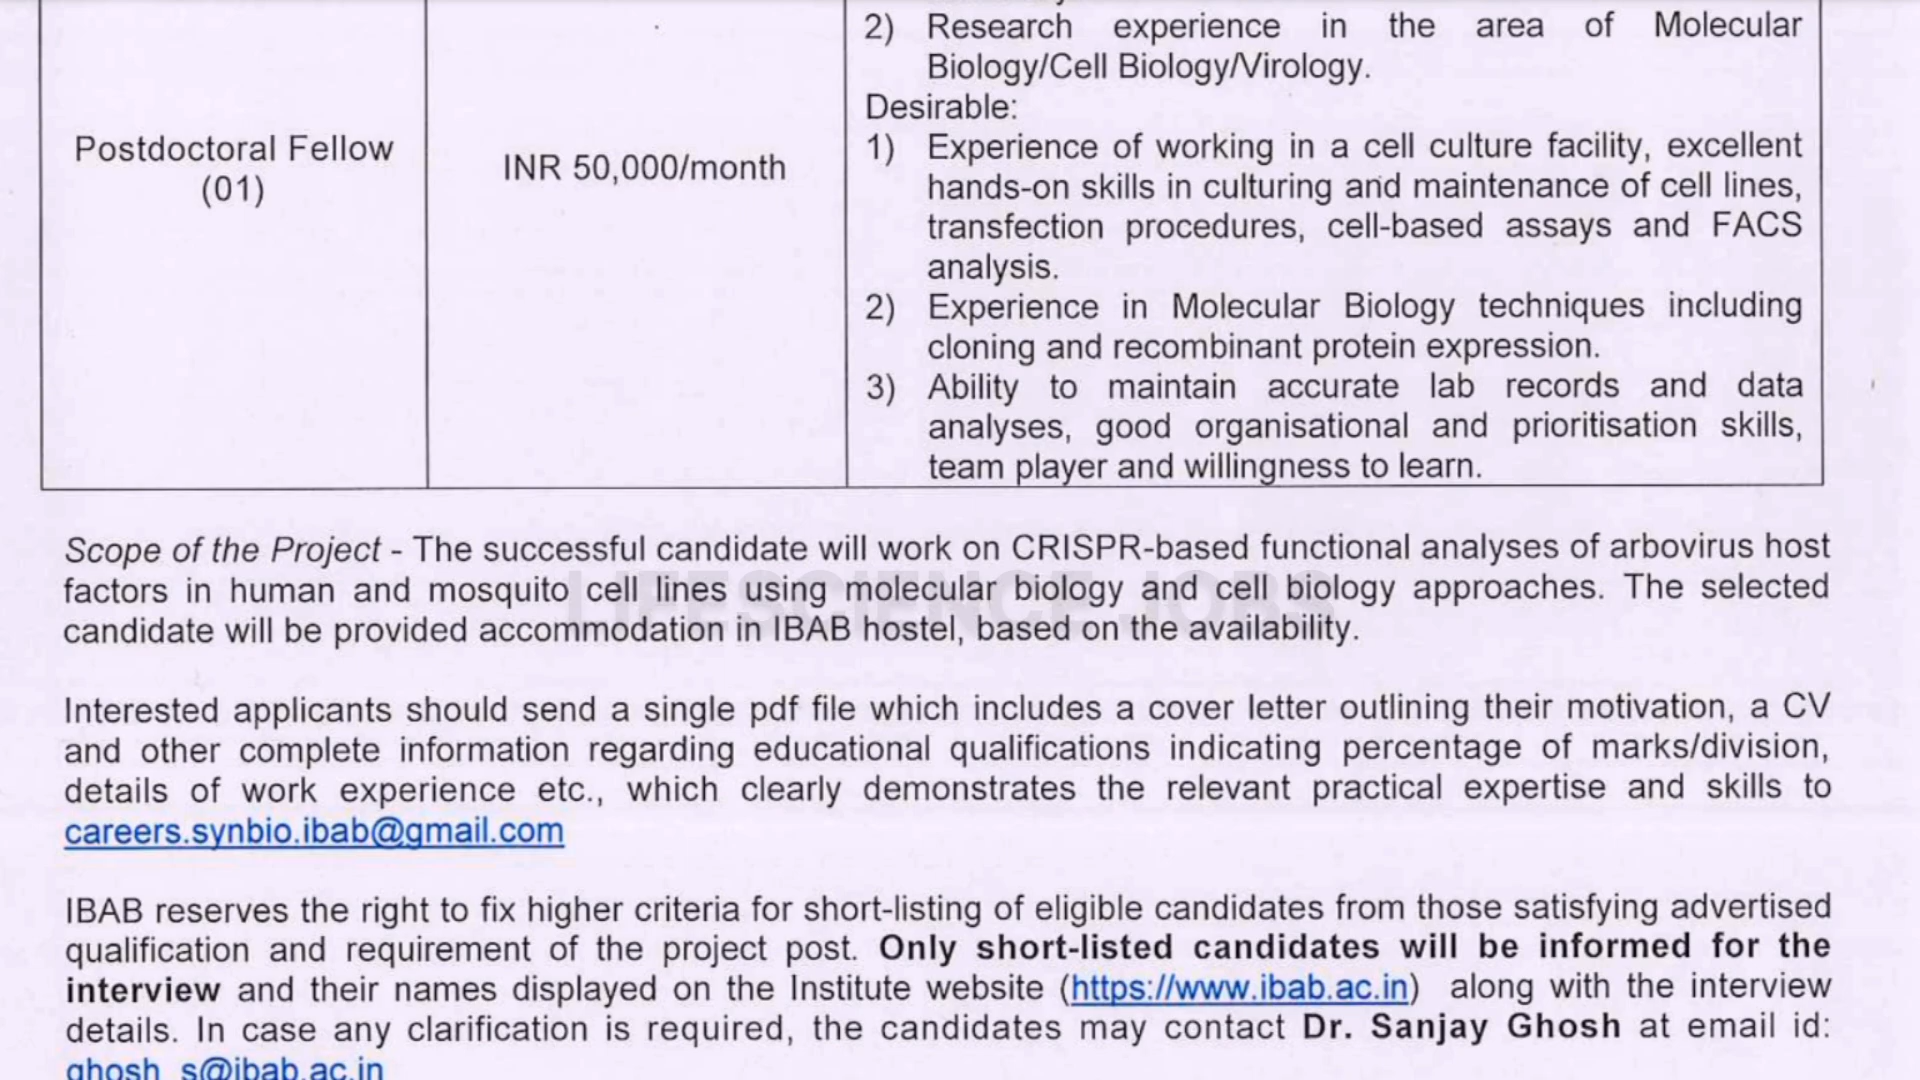 2) Research experience in the area of Molecular
Biology/Cell Biology/Virology.
Desirable:
Postdoctoral Fellow
(01)
INR 50,000/month
1) Experience of working in a cell culture facility, excellent
hands-on skills in culturing and maintenance of cell lines,
transfection procedures, cell-based assays and FACS
analysis.
2) Experience in Molecular Biology techniques including
cloning and recombinant protein expression.
3) Ability to maintain accurate lab records and data
analyses, good organisational and prioritisation skills,
team player and willingness to learn.
Scope of the Project - The successful candidate will work on CRISPR-based functional analyses of arbovirus host
factors in human and mosquito cell lines using molecular biology and cell biology approaches. The selected
candidate will be provided accommodation in IBAB hostel, based on the availability.
LIFESCIENCE JOBS
Interested applicants should send a single pdf file which includes a cover letter outlining their motivation, a CV
and other complete information regarding educational qualifications indicating percentage of marks/division,
details of work experience etc., which clearly demonstrates the relevant practical expertise and skills to
careers.synbio.ibab@gmail.com
IBAB reserves the right to fix higher criteria for short-listing of eligible candidates from those satisfying advertised
qualification and requirement of the project post. Only short-listed candidates will be informed for the
interview and their names displayed on the Institute website (https://www.ibab.ac.in) along with the interview
details. In case any clarification is required, the candidates may contact Dr. Sanjay Ghosh at email id:
ghosh_s@ibab.ac.in